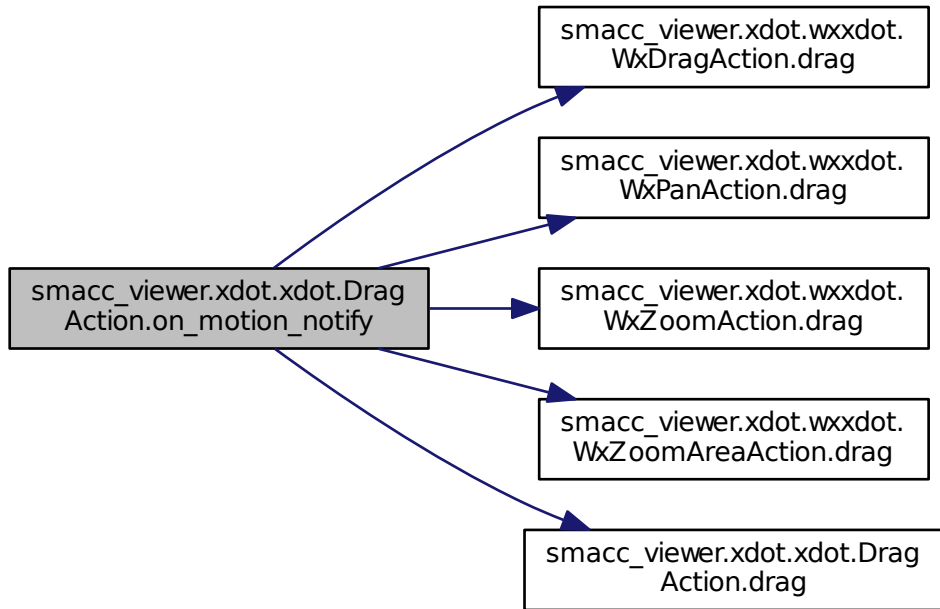 smacc_viewer.xdot.wxxdot.
WxDragAction.drag
smacc_viewer.xdot.wxxdot.
WxPanAction.drag
smacc_viewer.xdot.xdot.Drag
Action.on_motion_notify
smacc_viewer.xdot.wxxdot.
WxZoomAction.drag
smacc_viewer.xdot.wxxdot.
WxZoomAreaAction.drag
smacc_viewer.xdot.xdot.Drag
Action.drag